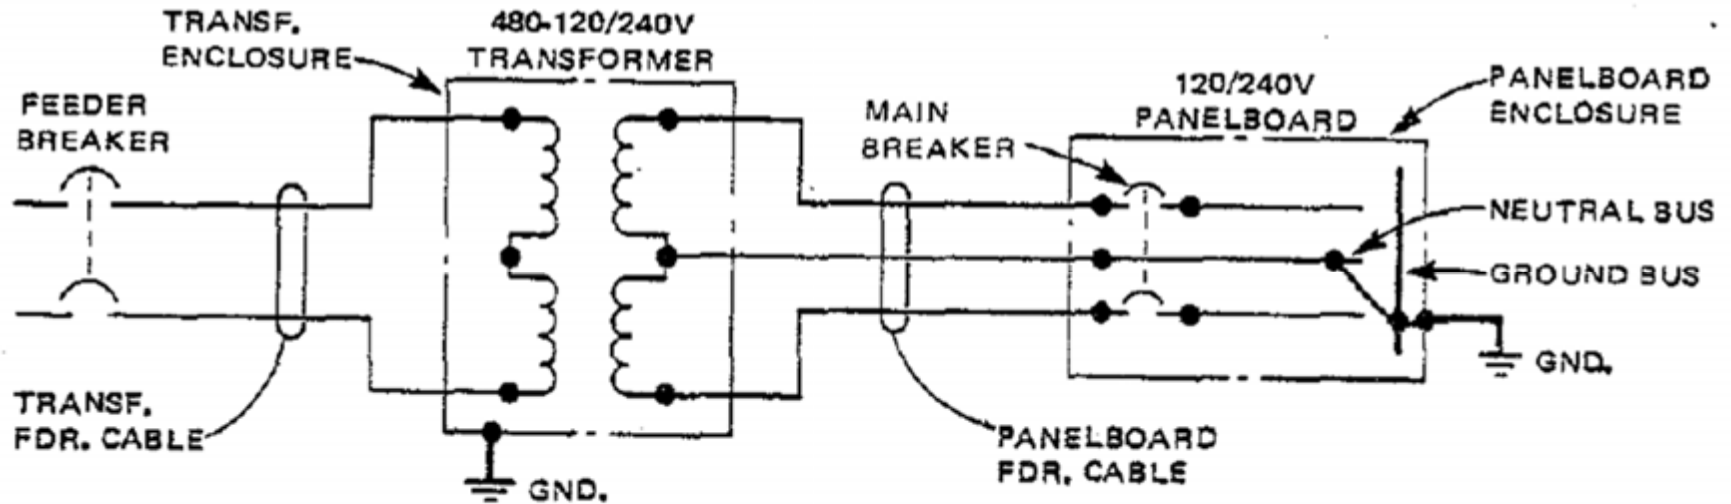 TRANSF.
ENCLOSURE
480-120/240V
TRANSFORMER
FEEDER
BREAKER
MAIN
BREAKER
120/240V
PANELBOARD
PANELBOARD
ENCLOSURE
NEUTRAL BUS
GROUND BUS
GND.
TRANSF.
FDR. CABLE
GND.
PANELBOARD
FDR. CABLE